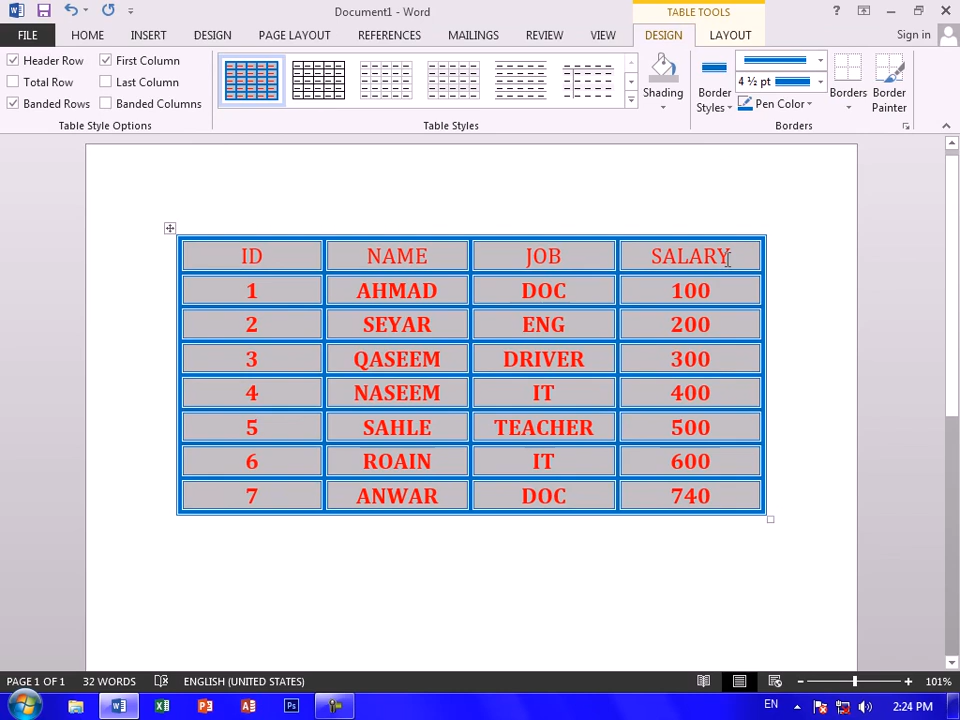 Document1 - Word
TABLE TOOLS
?
FILE HOME INSERT DESIGN PAGE LAYOUT REFERENCES MAILINGS REVIEW VIEW DESIGN LAYOUT Sign in
Header Row First Column
Total Row Last Column
Banded Rows Banded Columns
Table Style Options
Table Styles
Shading
Border Styles
4 ½ pt
Pen Color
Borders
Border Painter
Borders
ID NAME JOB SALARY
1 AHMAD DOC 100
2 SEYAR ENG 200
3 QASEEM DRIVER 300
4 NASEEM IT 400
5 SAHLE TEACHER 500
6 ROAIN IT 600
7 ANWAR DOC 740
PAGE 1 OF 1 32 WORDS ENGLISH (UNITED STATES) 101%
EN 2:24 PM